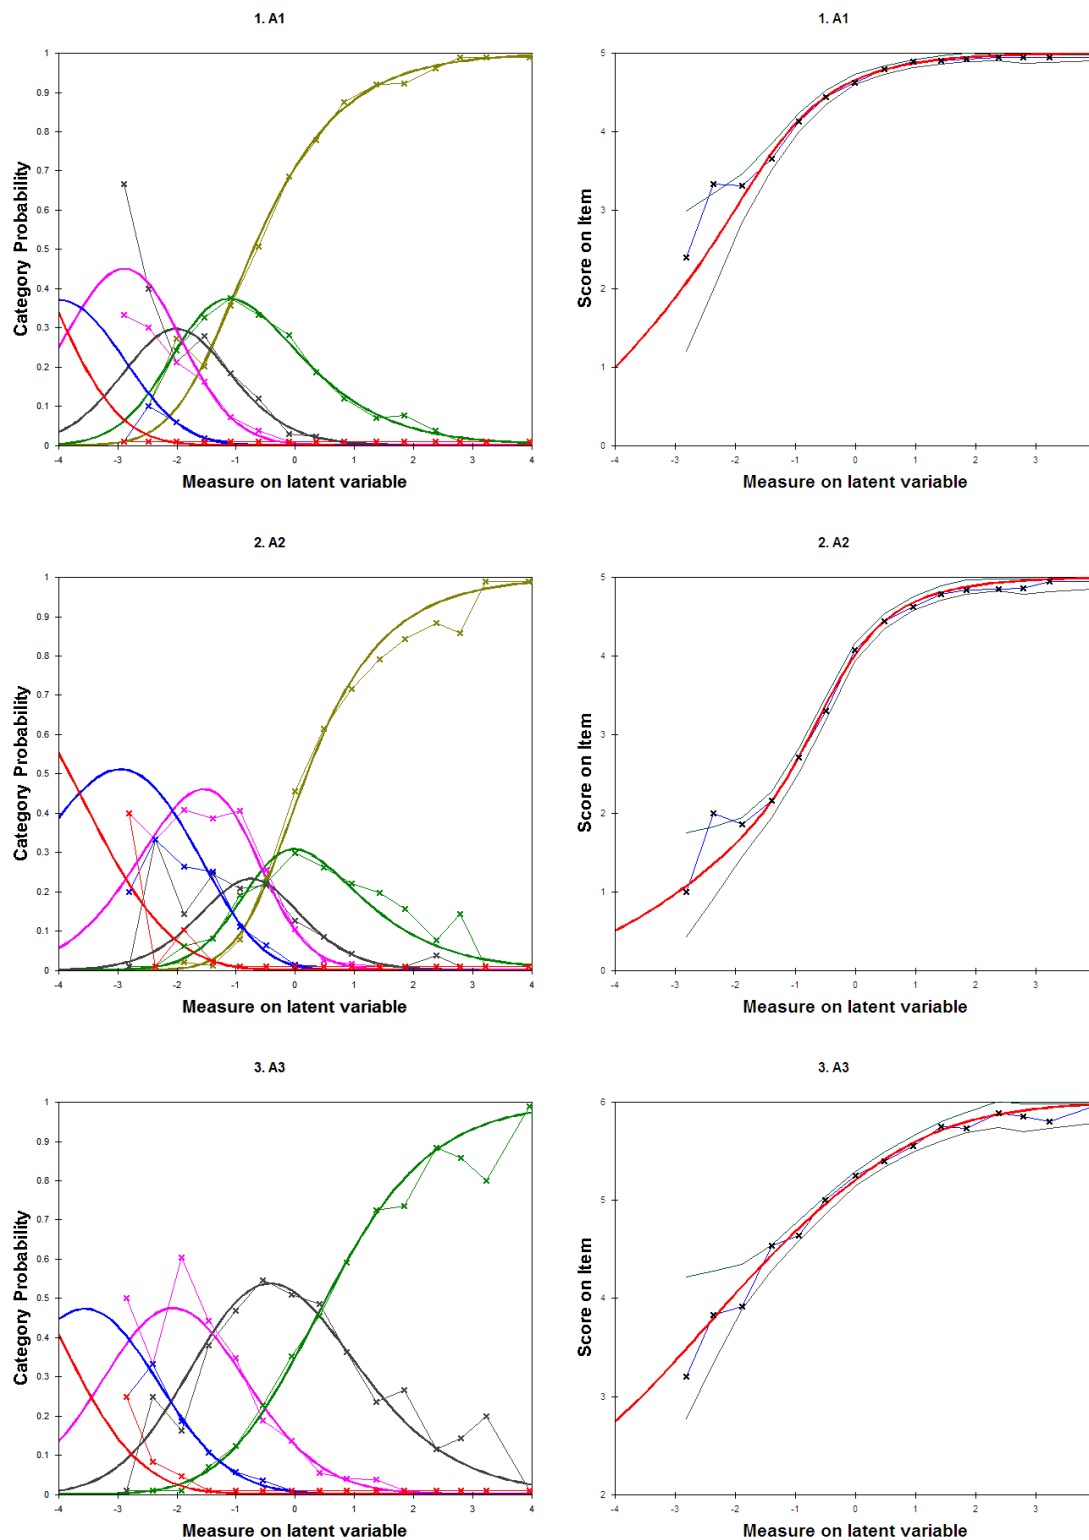 1. A1
1
0.9
0.8
0.7
0.6
0.5
0.4
0.3
0.2
0.1
0
-4 -3 -2 -1 0 1 2 3 4
Category Probability
Measure on latent variable
1. A1
5
4
3
2
1
0
-4 -3 -2 -1 0 1 2 3
Score on Item
Measure on latent variable
2. A2
1
0.9
0.8
0.7
0.6
0.5
0.4
0.3
0.2
0.1
0
-4 -3 -2 -1 0 1 2 3 4
Category Probability
Measure on latent variable
2. A2
5
4
3
2
1
0
-4 -3 -2 -1 0 1 2 3
Score on Item
Measure on latent variable
3. A3
1
0.9
0.8
0.7
0.6
0.5
0.4
0.3
0.2
0.1
0
-4 -3 -2 -1 0 1 2 3 4
Category Probability
Measure on latent variable
3. A3
6
5
4
3
2
-4 -3 -2 -1 0 1 2 3
Score on Item
Measure on latent variable